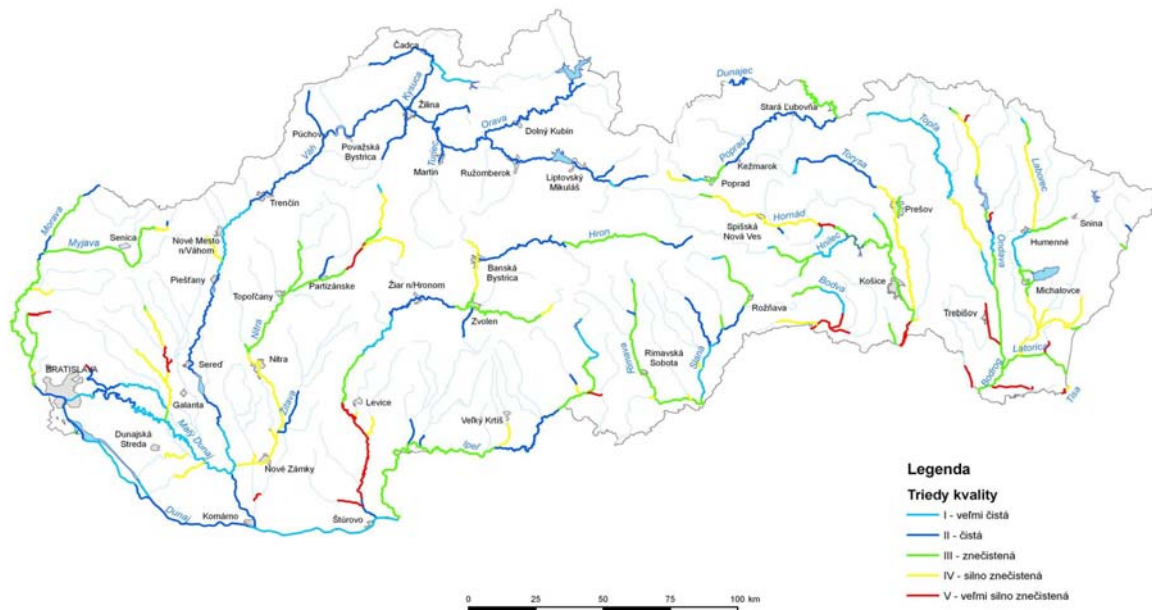 Čadca
Dunajec
Kysuca
Žilina
Stará Ľubovňa
Orava
Topľa
Púchov
Dolný Kubín
Považská
Bystrica
Váh
Turiec
Poprad
Laborec
Martin
Ružomberok
Liptovský
Mikuláš
Kežmarok
Torysa
Poprad
Trenčín
Prešov
Morava
Senica
Nové Mesto
n/Váhom
Spišská
Nová Ves
Hornád
Snina
Myjava
Hron
Hnilec
Ondava
Humenné
Banská
Bystrica
Piešťany
Partizánske
Košice
Topoľčany
Žiar n/Hronom
Bodva
Michalovce
Rožňava
Zvolen
Trebišov
Nitra
Rimava
Rimavská
Sobota
Slaná
Latorica
BRATISLAVA
Sereď
Nitra
Bodrog
Tisa
Galanta
Žitava
Levice
Veľký Krtíš
Malý Dunaj
Dunajská
Streda
Ipeľ
Nové Zámky
Dunaj
Komárno
Štúrovo
Legenda
Triedy kvality
I - veľmi čistá
II - čistá
III - znečistená
IV - silno znečistená
V - veľmi silno znečistená
0 25 50 75 100 km